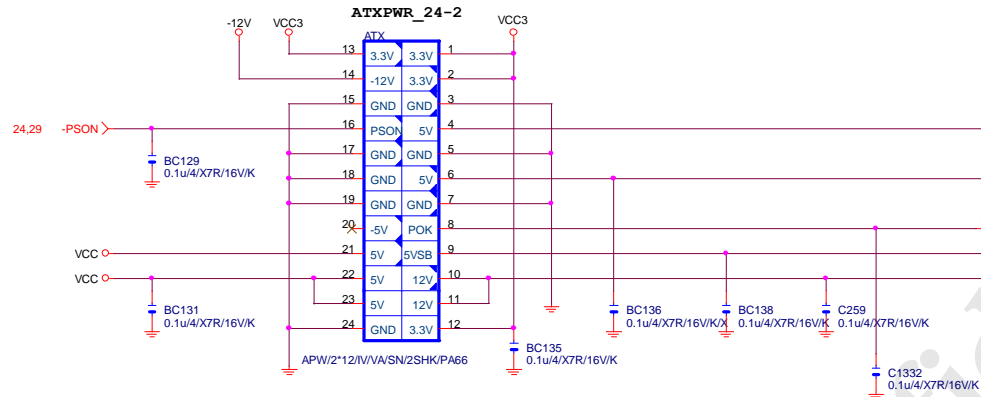 ATXPWR_24-2
-12V
VCC3
VCC3
ATX
13 3.3V 3.3V 1
14 -12V 3.3V 2
15 GND GND 3
24,29 -PSON 16 PSON 5V 4
17 GND GND 5
18 GND 5V 6
19 GND GND 7
20 -5V POK 8
VCC 21 5V 5VSB 9
VCC 22 5V 12V 10
23 5V 12V 11
24 GND 3.3V 12
BC129
0.1u/4/X7R/16V/K
BC131
0.1u/4/X7R/16V/K
BC136
0.1u/4/X7R/16V/K/X
BC138
0.1u/4/X7R/16V/K
C259
0.1u/4/X7R/16V/K
APW/2*12/IV/VA/SN/2SHK/PA66
BC135
0.1u/4/X7R/16V/K
C1332
0.1u/4/X7R/16V/K